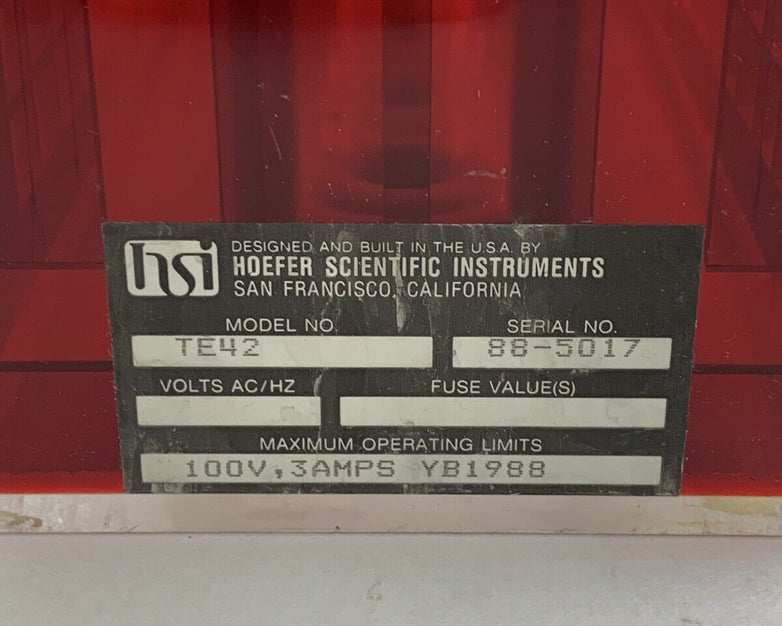 hsi
DESIGNED AND BUILT IN THE U.S.A. BY
HOEFER SCIENTIFIC INSTRUMENTS
SAN FRANCISCO, CALIFORNIA
MODEL NO. SERIAL NO.
TE42 88-5017
VOLTS AC/HZ FUSE VALUE(S)
MAXIMUM OPERATING LIMITS
100V,3AMPS YB1988